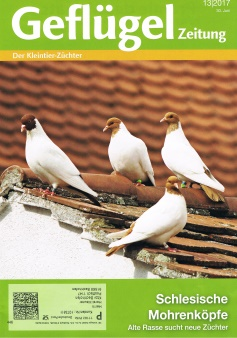 Geflügel
Zeitung
13|2017
Der Kleintier-Züchter
Schlesische
Mohrenköpfe
Alte Rasse sucht neue Züchter